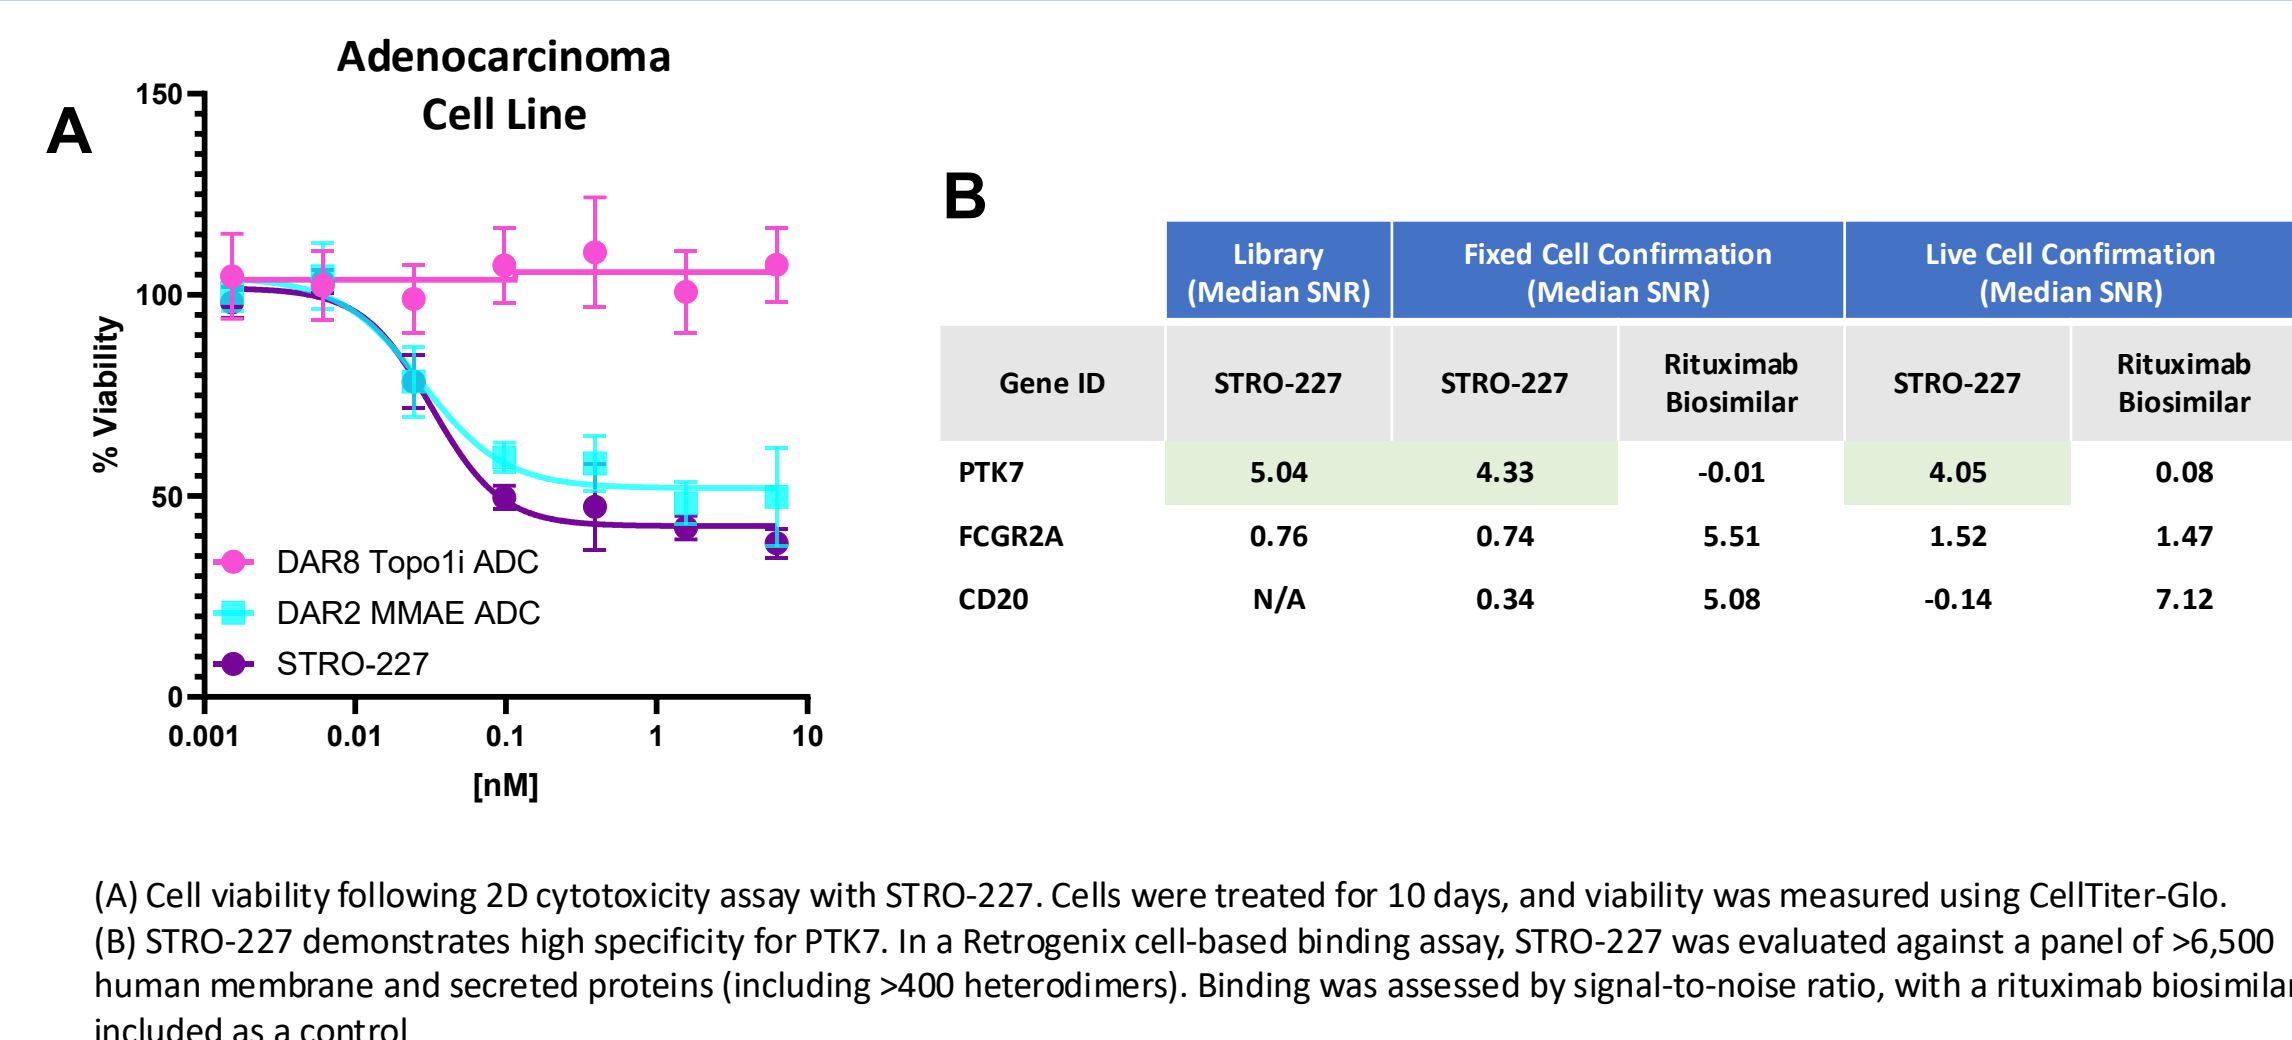 A
Adenocarcinoma
Cell Line
150
100
50
0
% Viability
DAR8 Topo1i ADC
DAR2 MMAE ADC
STRO-227
0.001 0.01 0.1 1 10
[nM]
B
Library
(Median SNR)
Fixed Cell Confirmation
(Median SNR)
Live Cell Confirmation
(Median SNR)
Gene ID STRO-227 STRO-227 Rituximab Biosimilar STRO-227 Rituximab Biosimilar
PTK7 5.04 4.33 -0.01 4.05 0.08
FCGR2A 0.76 0.74 5.51 1.52 1.47
CD20 N/A 0.34 5.08 -0.14 7.12
(A) Cell viability following 2D cytotoxicity assay with STRO-227. Cells were treated for 10 days, and viability was measured using CellTiter-Glo.
(B) STRO-227 demonstrates high specificity for PTK7. In a Retrogenix cell-based binding assay, STRO-227 was evaluated against a panel of >6,500
human membrane and secreted proteins (including >400 heterodimers). Binding was assessed by signal-to-noise ratio, with a rituximab biosimilar
included as a control